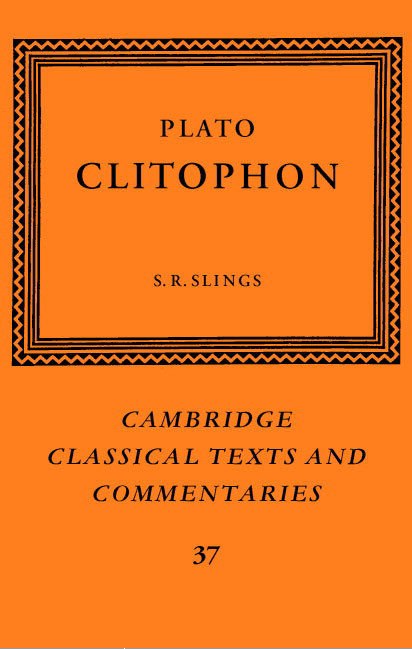 PLATO
CLITOPHON
S. R. SLINGS
CAMBRIDGE
CLASSICAL TEXTS AND
COMMENTARIES
37